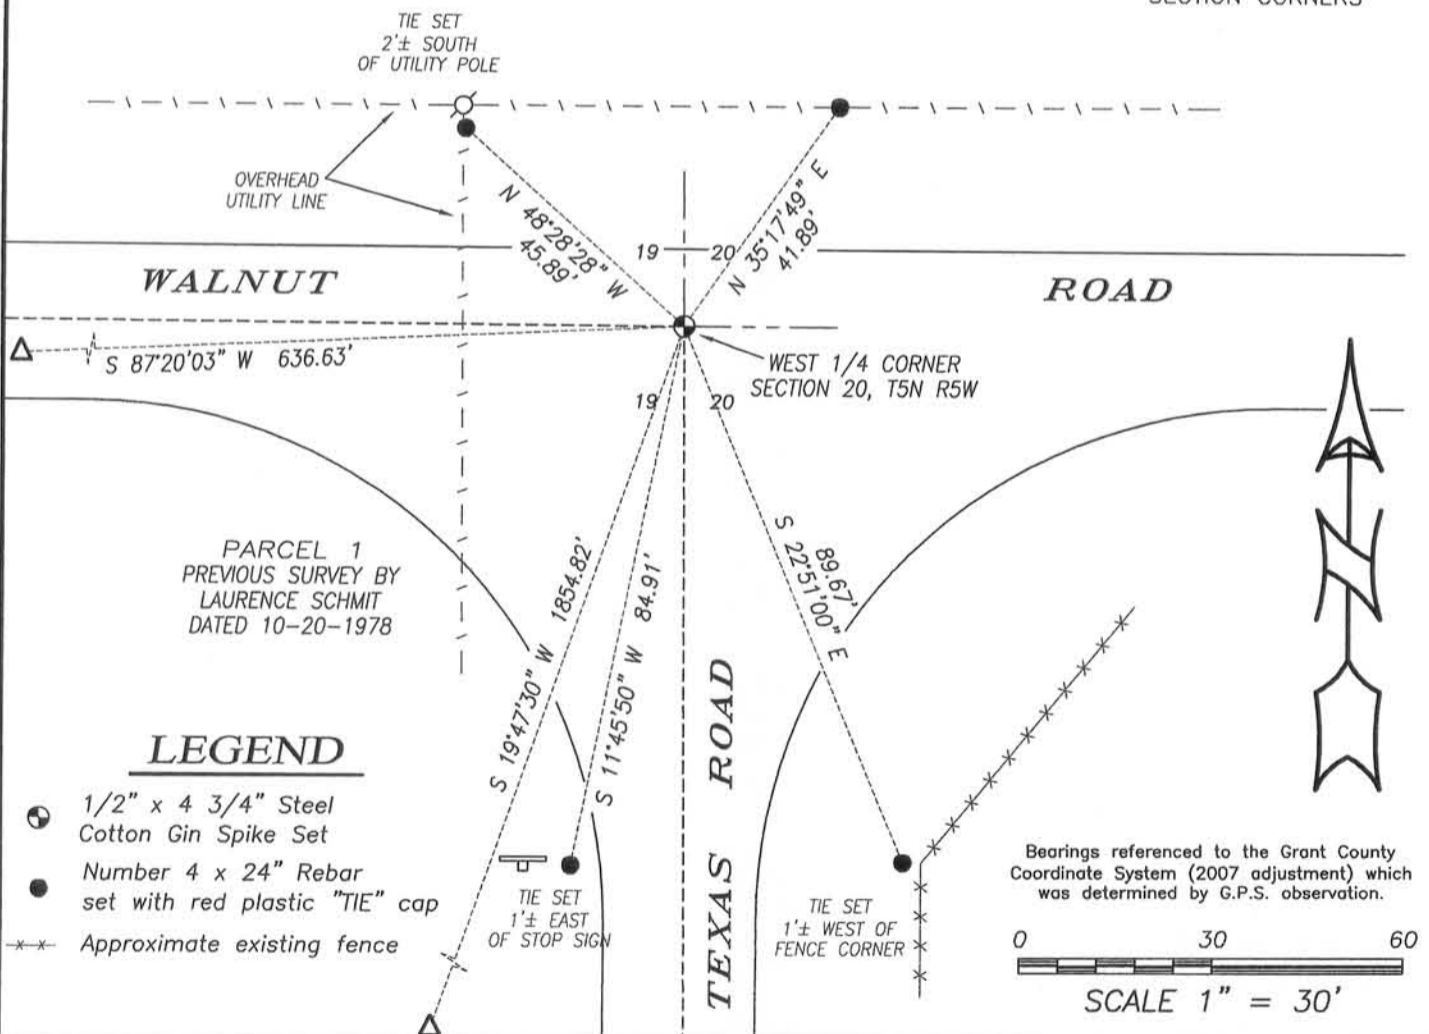 SECTION CORNERS
TIE SET
2'± SOUTH
OF UTILITY POLE
OVERHEAD
UTILITY LINE
N 48°28'28" W
45.89'
N 35°17'49" E
41.89'
19
20
WALNUT
ROAD
S 87°20'03" W 636.63'
WEST 1/4 CORNER
SECTION 20, T5N R5W
19
20
PARCEL 1
PREVIOUS SURVEY BY
LAURENCE SCHMIT
DATED 10-20-1978
S 19°47'30" W 1854.82'
S 11°45'50" W 84.91'
89.67'
S 22°51'00" E
TEXAS ROAD
N
LEGEND
1/2" x 4 3/4" Steel
Cotton Gin Spike Set
Number 4 x 24" Rebar
set with red plastic "TIE" cap
Approximate existing fence
TIE SET
1'± EAST
OF STOP SIGN
TIE SET
1'± WEST OF
FENCE CORNER
Bearings referenced to the Grant County
Coordinate System (2007 adjustment) which
was determined by G.P.S. observation.
0 30 60
SCALE 1" = 30'